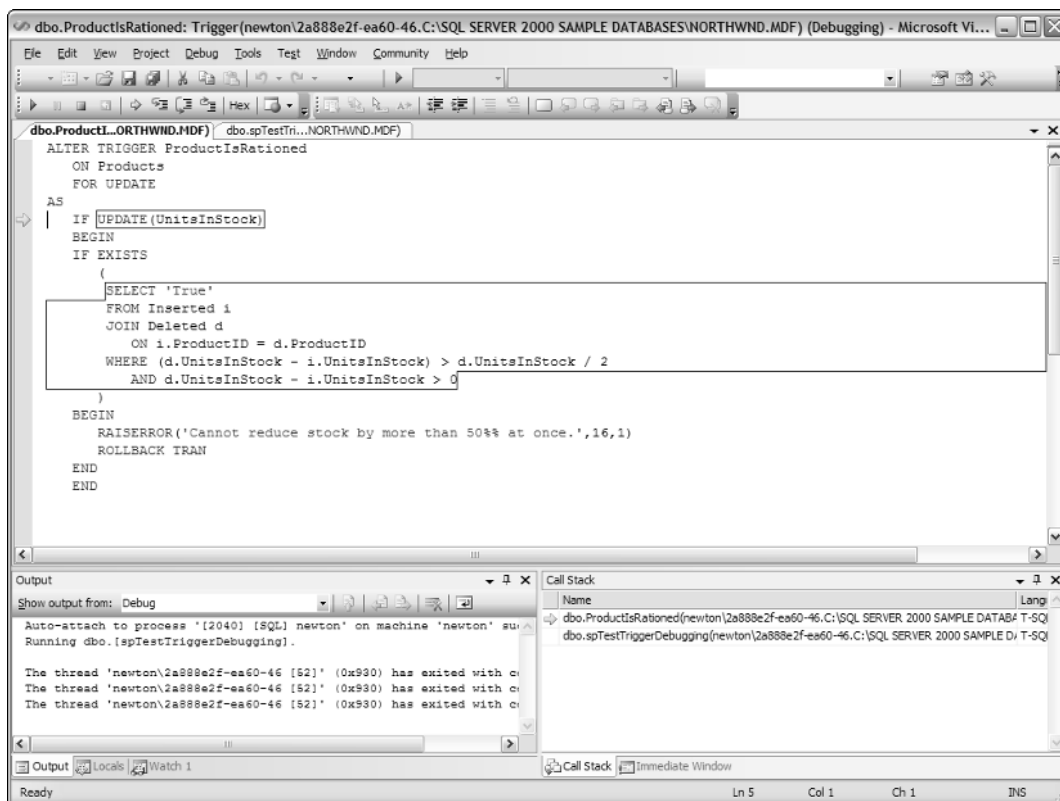 dbo.ProductIsRationed: Trigger(newton\2a888e2f-ea60-46.C:\SQL SERVER 2000 SAMPLE DATABASES\NORTHWND.MDF) (Debugging) - Microsoft Vi...
File Edit View Project Debug Tools Test Window Community Help
Hex
dbo.ProductI...ORTHWND.MDF) dbo.spTestTri...NORTHWND.MDF)
ALTER TRIGGER ProductIsRationed
ON Products
FOR UPDATE
AS
IF UPDATE(UnitsInStock)
BEGIN
IF EXISTS
(
SELECT 'True'
FROM Inserted i
JOIN Deleted d
ON i.ProductID = d.ProductID
WHERE (d.UnitsInStock - i.UnitsInStock) > d.UnitsInStock / 2
AND d.UnitsInStock - i.UnitsInStock > 0
)
BEGIN
RAISERROR('Cannot reduce stock by more than 50%% at once.',16,1)
ROLLBACK TRAN
END
END
Output
Show output from: Debug
Auto-attach to process '[2040] [SQL] newton' on machine 'newton' su
Running dbo.[spTestTriggerDebugging].
The thread 'newton\2a888e2f-ea60-46 [52]' (0x930) has exited with c
The thread 'newton\2a888e2f-ea60-46 [52]' (0x930) has exited with c
The thread 'newton\2a888e2f-ea60-46 [52]' (0x930) has exited with c
Output Locals Watch 1
Call Stack
Name Lang
dbo.ProductIsRationed(newton\2a888e2f-ea60-46.C:\SQL SERVER 2000 SAMPLE DATABA T-SQ
dbo.spTestTriggerDebugging(newton\2a888e2f-ea60-46.C:\SQL SERVER 2000 SAMPLE D T-SQ
Call Stack Immediate Window
Ready Ln 5 Col 1 Ch 1 INS